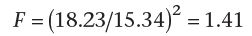 F = (18.23/15.34)² = 1.41